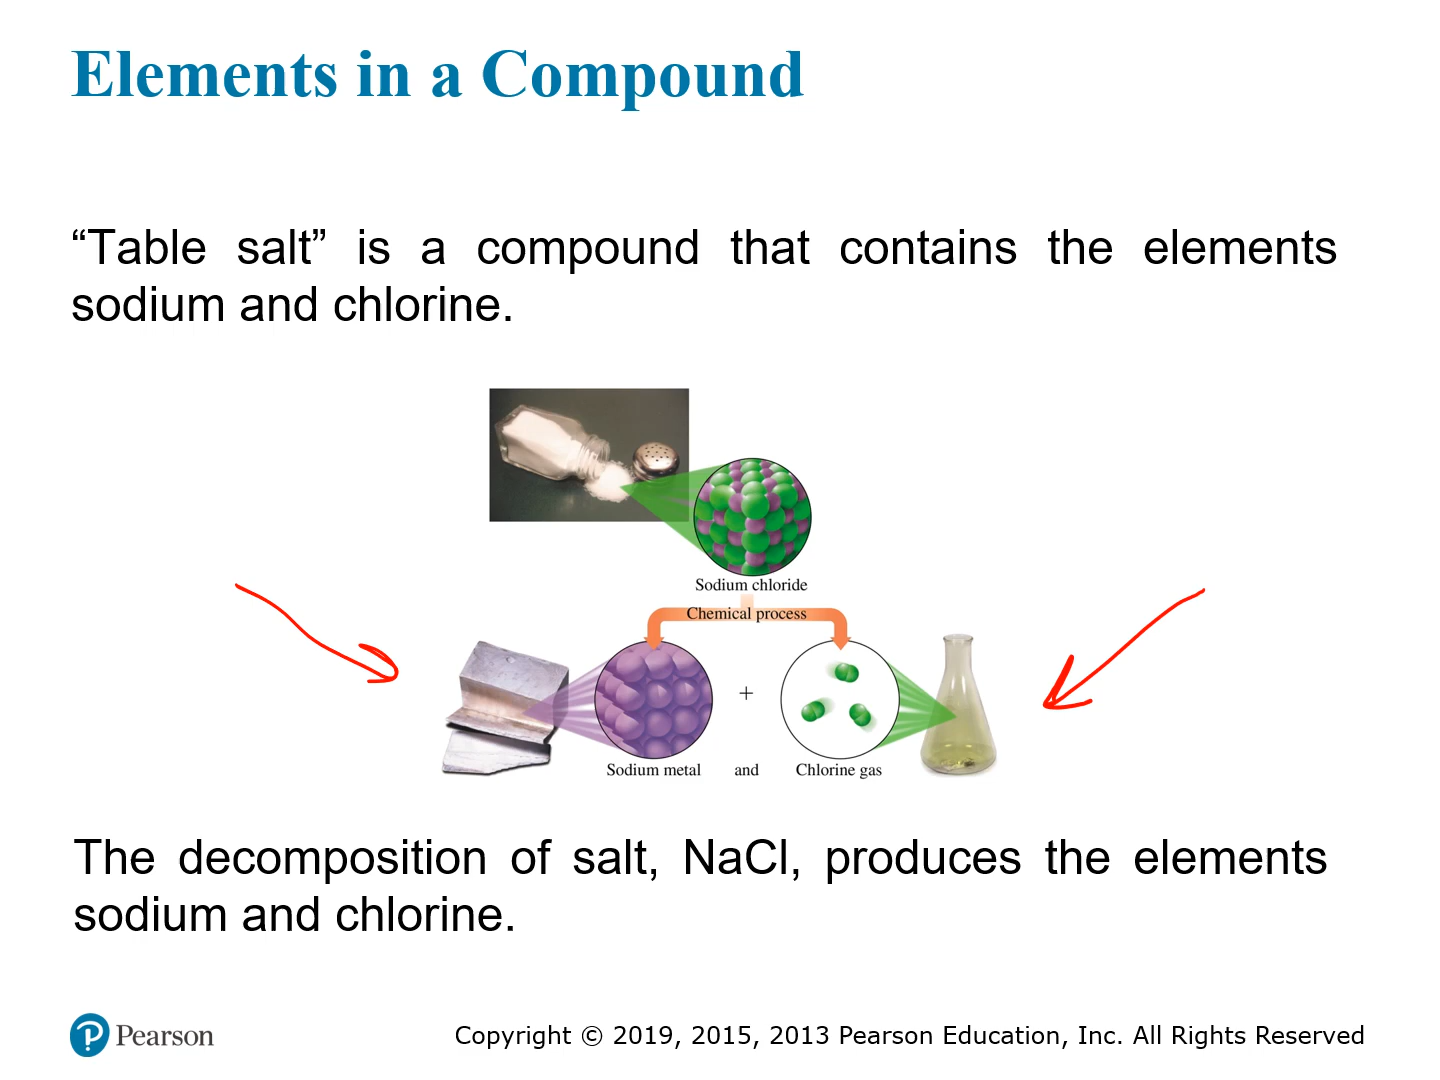 Elements in a Compound
“Table salt” is a compound that contains the elements
sodium and chlorine.
Sodium chloride
Chemical process
+
Sodium metal and Chlorine gas
The decomposition of salt, NaCl, produces the elements
sodium and chlorine.
Pearson
Copyright © 2019, 2015, 2013 Pearson Education, Inc. All Rights Reserved